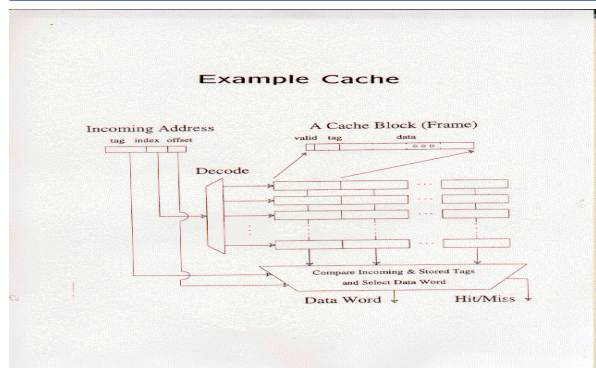 Example Cache
Incoming Address
tag index offset
A Cache Block (Frame)
valid tag data
Decode
Compare Incoming & Stored Tags
and Select Data Word
Data Word
Hit/Miss